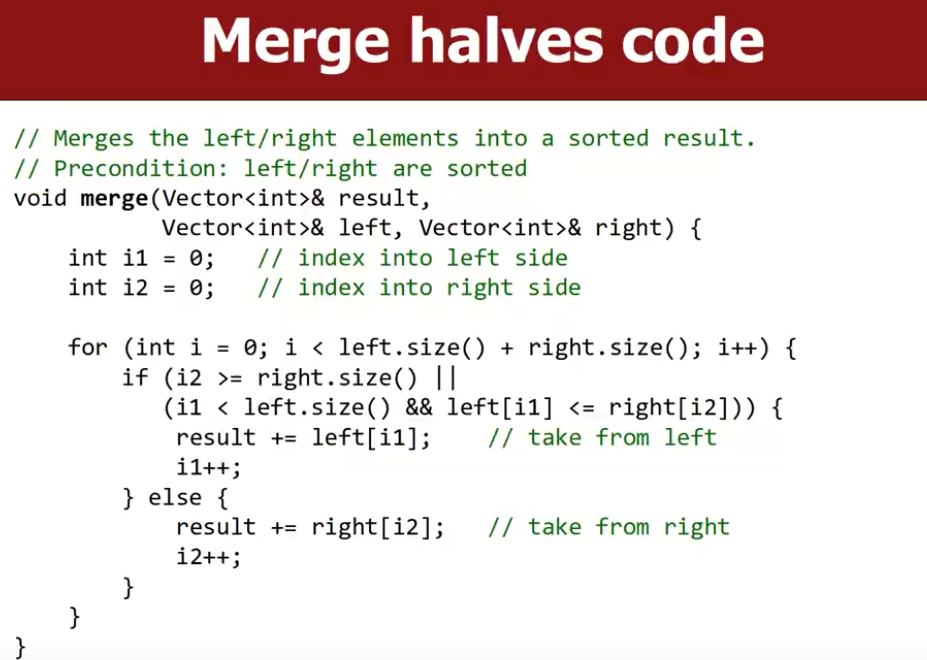 Merge halves code
// Merges the left/right elements into a sorted result.
// Precondition: left/right are sorted
void merge(Vector<int>& result,
           Vector<int>& left, Vector<int>& right) {
    int i1 = 0;   // index into left side
    int i2 = 0;   // index into right side

    for (int i = 0; i < left.size() + right.size(); i++) {
        if (i2 >= right.size() ||
           (i1 < left.size() && left[i1] <= right[i2])) {
            result += left[i1];    // take from left
            i1++;
        } else {
            result += right[i2];   // take from right
            i2++;
        }
    }
}